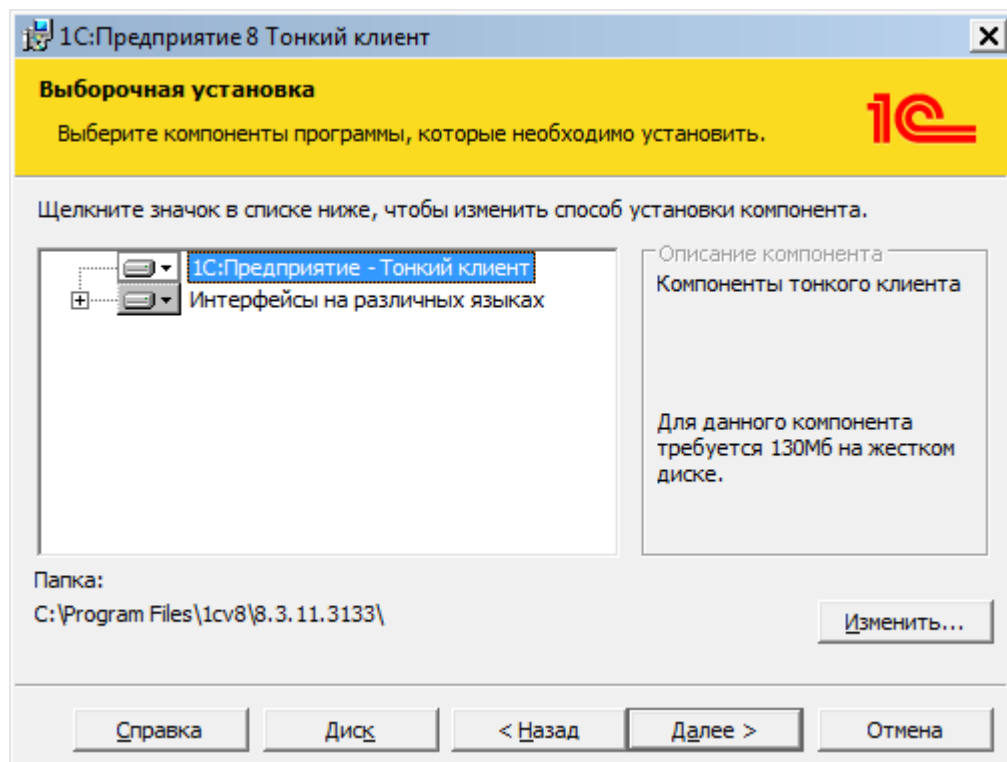 1С:Предприятие 8 Тонкий клиент
Выборочная установка
Выберите компоненты программы, которые необходимо установить.
1С
Щелкните значок в списке ниже, чтобы изменить способ установки компонента.
1С:Предприятие - Тонкий клиент
Интерфейсы на различных языках
Описание компонента
Компоненты тонкого клиента
Для данного компонента
требуется 130Мб на жестком
диске.
Папка:
C:\Program Files\1cv8\8.3.11.3133\
Изменить...
Справка
Диск
< Назад
Далее >
Отмена